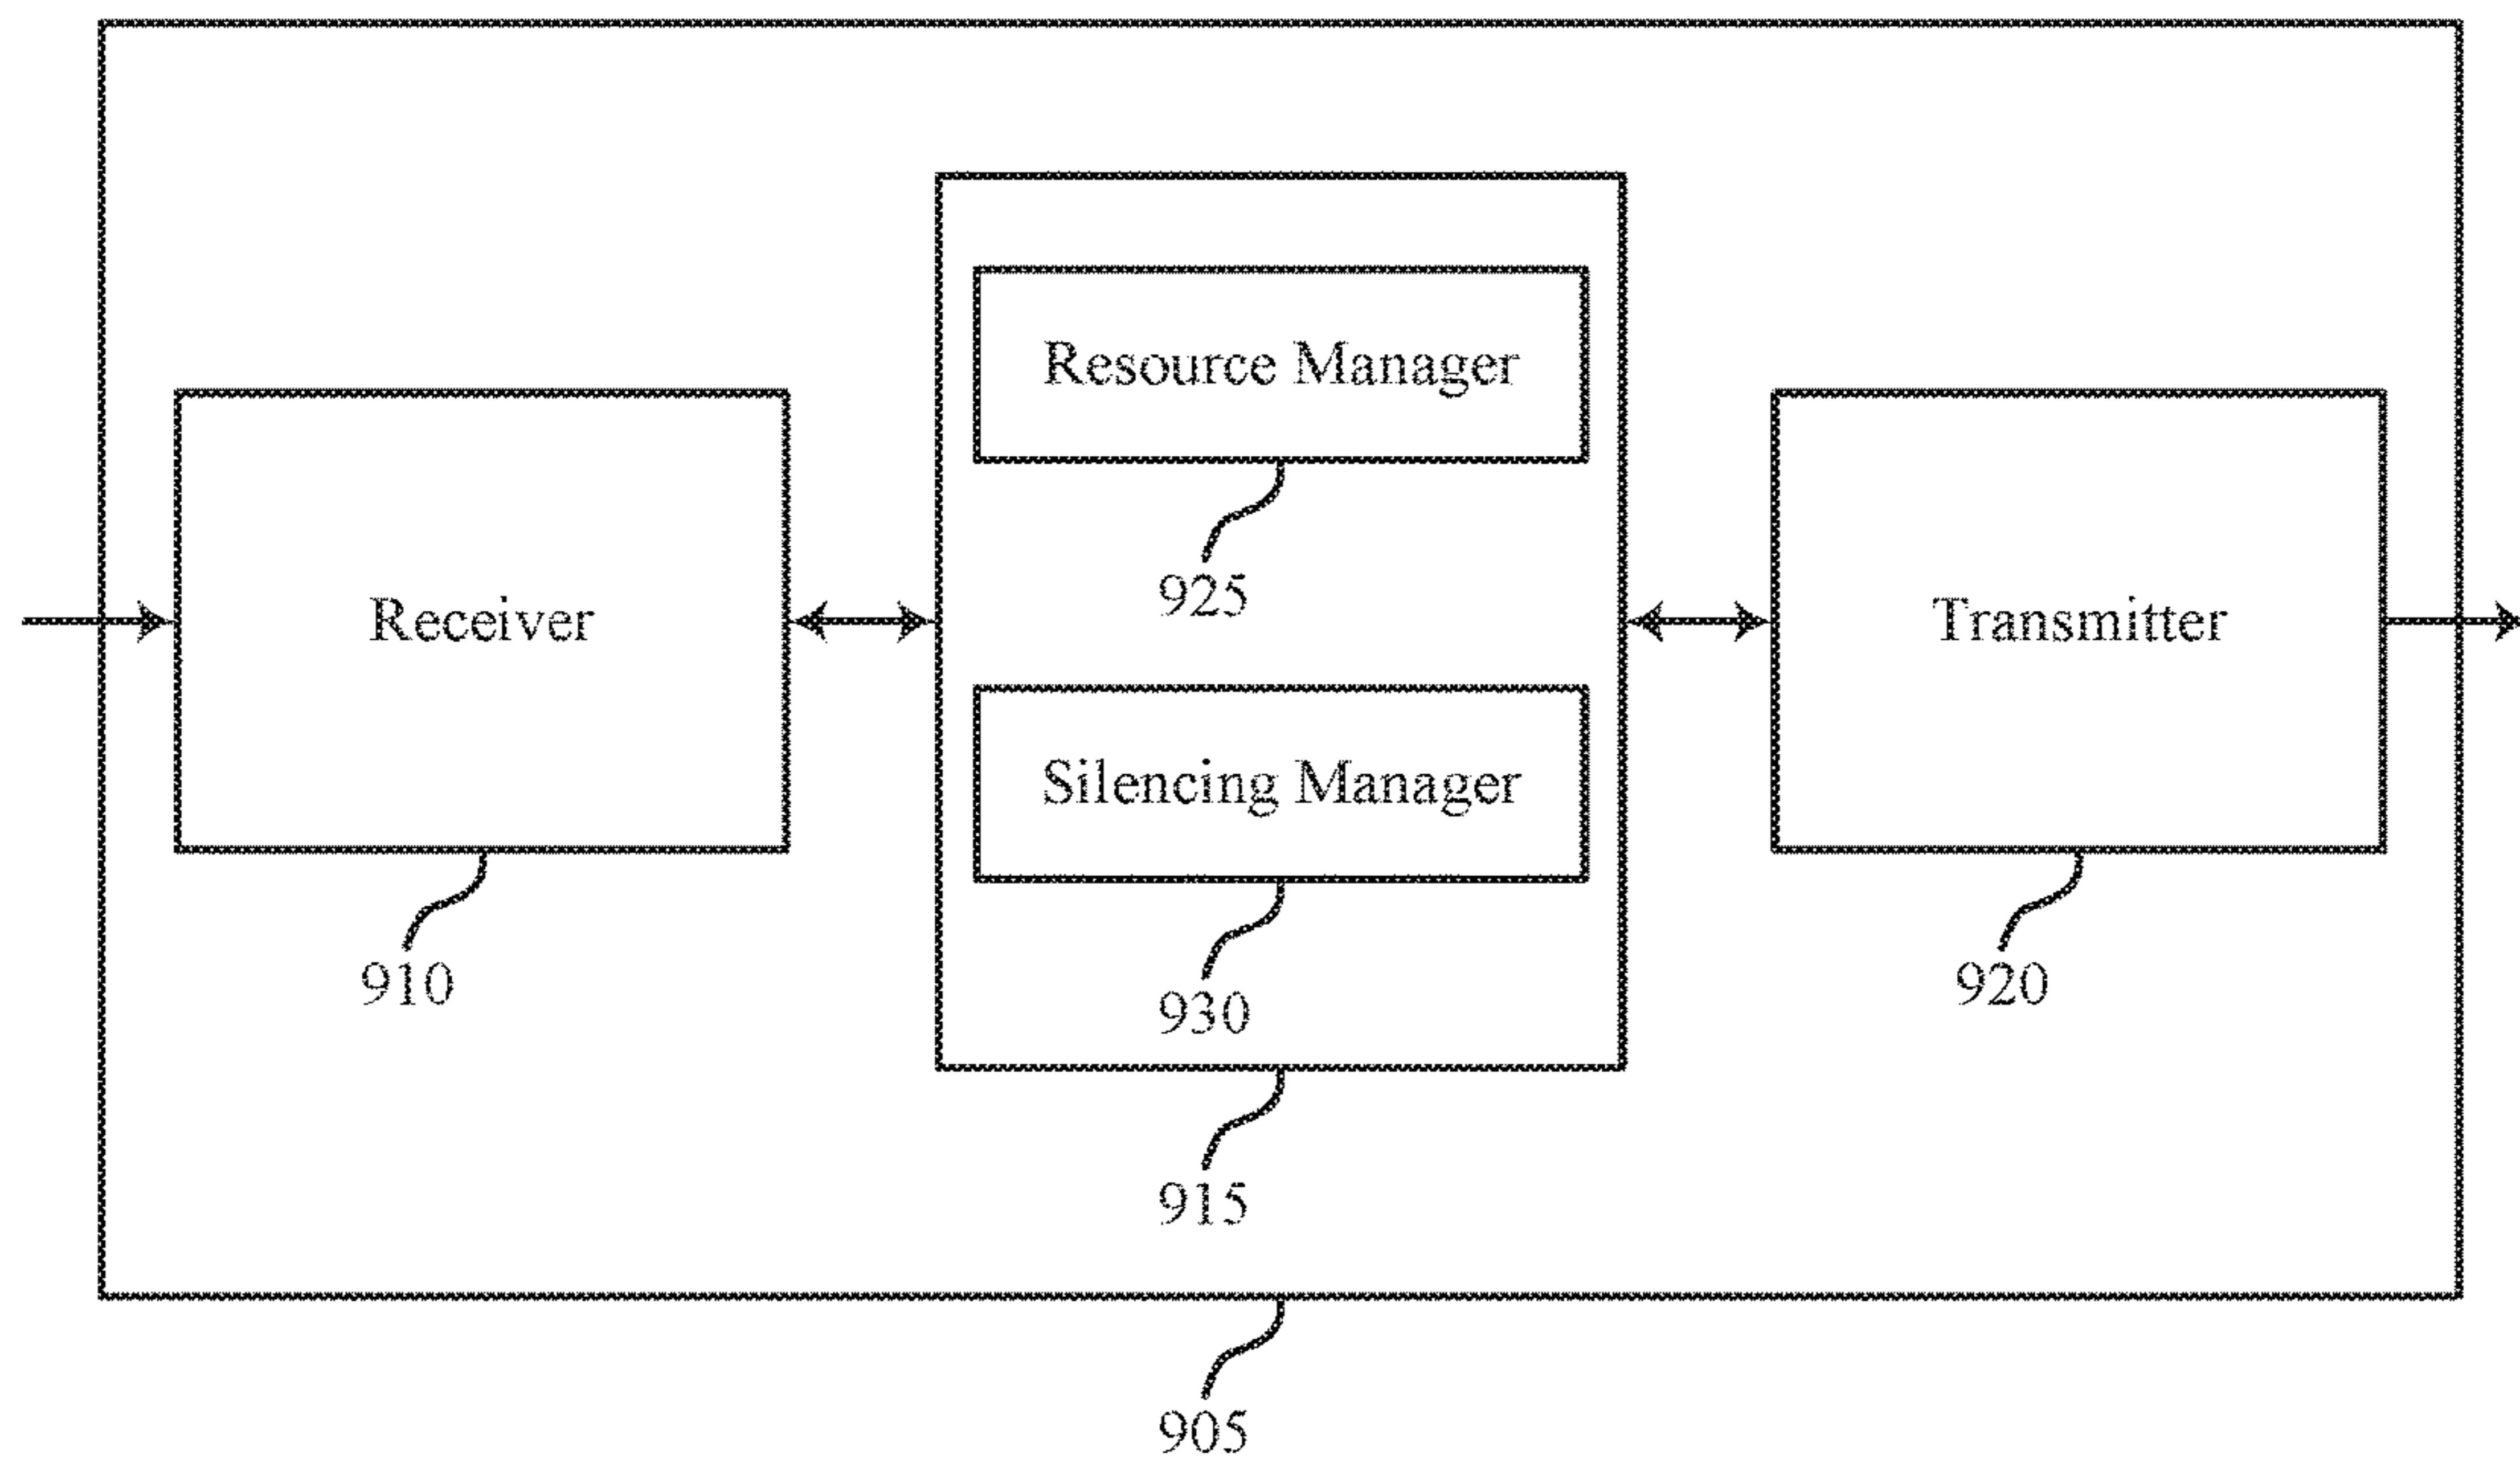 Resource Manager
925
Receiver
Transmitter
Silencing Manager
910
930
920
915
905